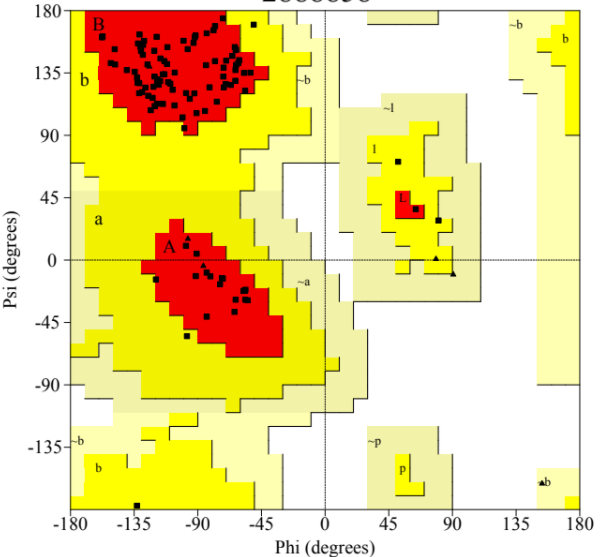 180
B
~b
b
b
~b
135
~l
90
l
45
L
a
A
0
~a
-45
-90
-135
~b
~p
b
p
~b
-180 -135 -90 -45 0 45 90 135 180
Phi (degrees)
Psi (degrees)